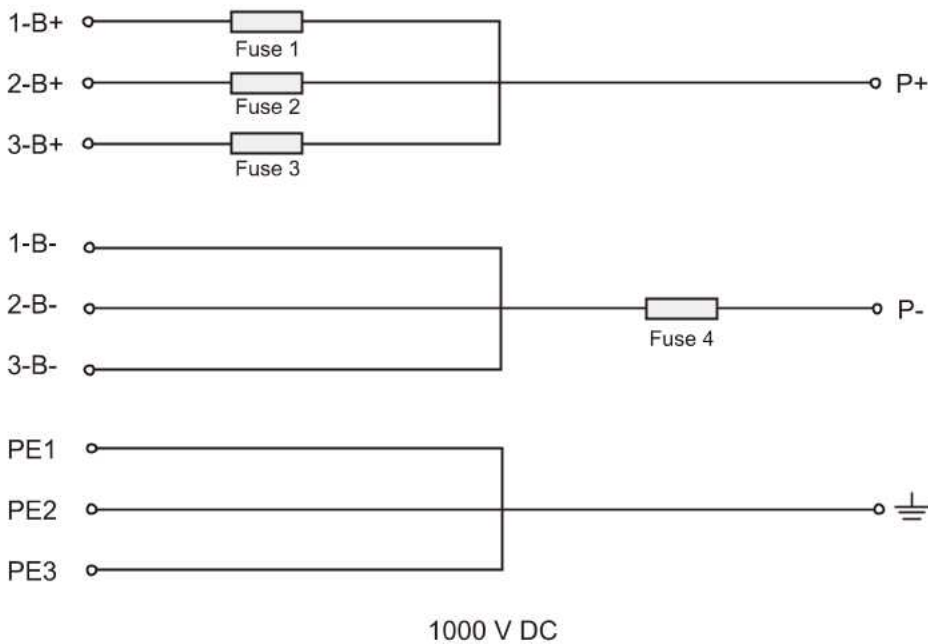 1-B+
Fuse 1
2-B+
P+
Fuse 2
3-B+
Fuse 3
1-B-
2-B-
P-
Fuse 4
3-B-
PE1
PE2
PE3
1000 V DC